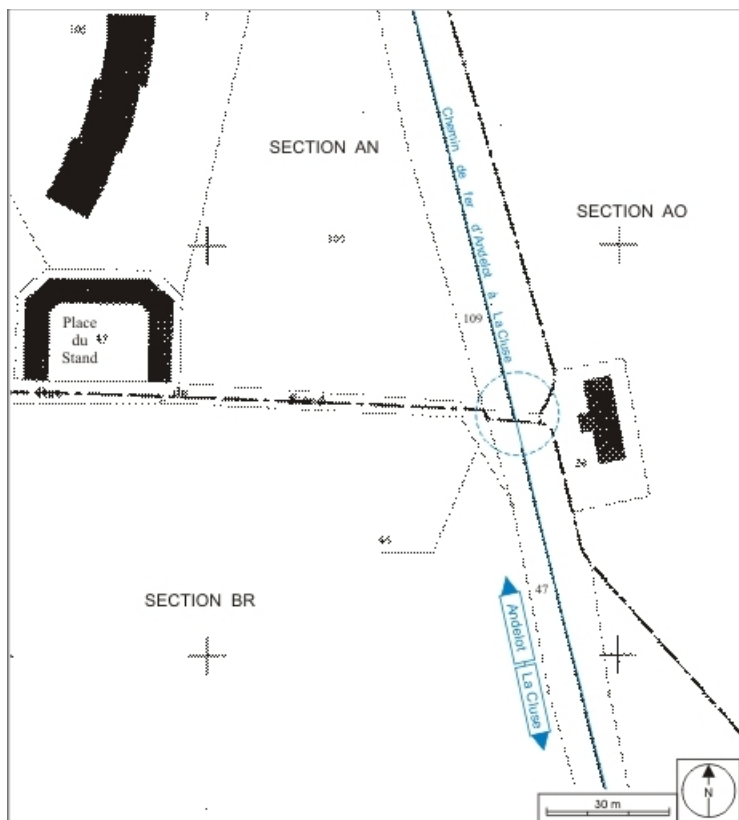 SECTION AN
SECTION AO
Chemin de fer d'Andelot à La Cluse
109
Place
du
Stand
SECTION BR
47
Andelot
La Cluse
N
30 m